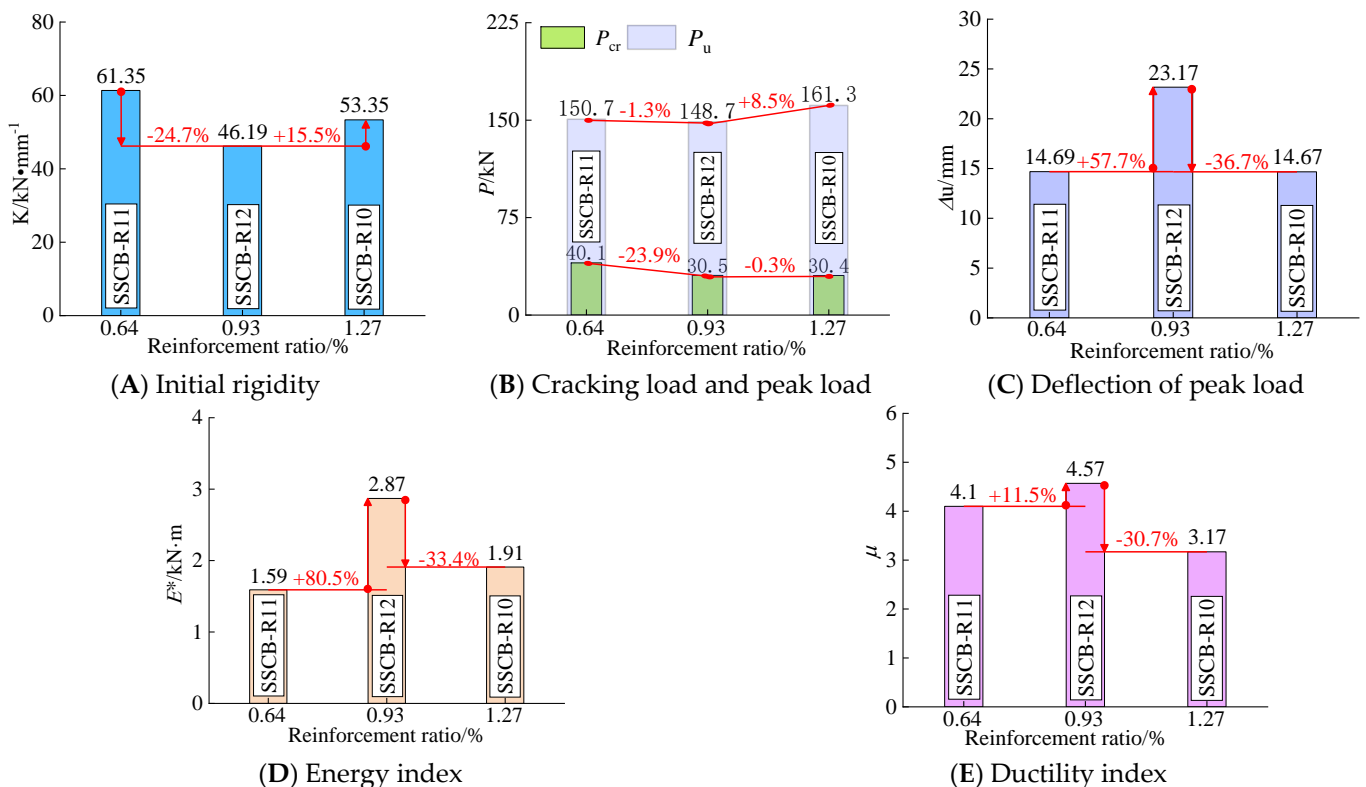 K/kN•mm⁻¹
80
60
40
20
0
61.35
46.19
53.35
-24.7%
+15.5%
SSCB-R11
SSCB-R12
SSCB-R10
0.64
0.93
1.27
Reinforcement ratio/%
(A) Initial rigidity
P/kN
225
150
75
0
Pcr
Pu
150.7
148.7
161.3
-1.3%
+8.5%
SSCB-R11
SSCB-R12
SSCB-R10
40.1
30.5
30.4
-23.9%
-0.3%
0.64
0.93
1.27
Reinforcement ratio/%
(B) Cracking load and peak load
Δu/mm
30
27
24
21
18
15
12
9
6
3
0
14.69
23.17
14.67
+57.7%
-36.7%
SSCB-R11
SSCB-R12
SSCB-R10
0.64
0.93
1.27
Reinforcement ratio/%
(C) Deflection of peak load
E*/kN·m
4
3
2
1
0
1.59
2.87
1.91
+80.5%
-33.4%
SSCB-R11
SSCB-R12
SSCB-R10
0.64
0.93
1.27
Reinforcement ratio/%
(D) Energy index
μ
6
5
4
3
2
1
0
4.1
4.57
3.17
+11.5%
-30.7%
SSCB-R11
SSCB-R12
SSCB-R10
0.64
0.93
1.27
Reinforcement ratio/%
(E) Ductility index